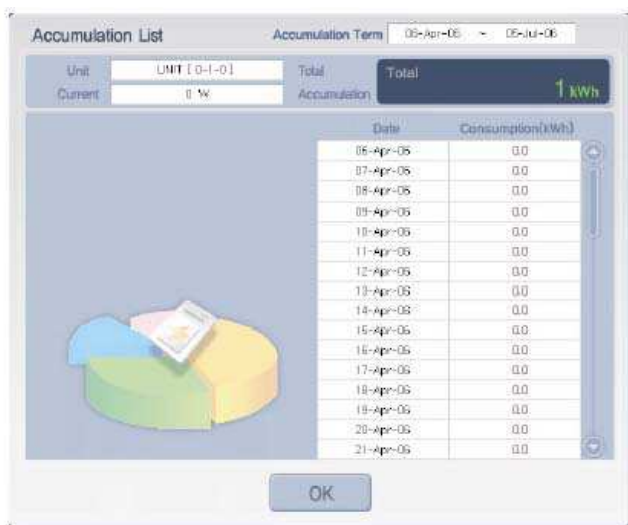 Accumulation List
Accumulation Term 06-Apr-06 ~ 05-Jul-06
Unit UNIT [0-1-0] Total Total
Current 0 W Accumulation 1 kWh
Date Consumption(kWh)
06-Apr-06 0.0
07-Apr-06 0.0
08-Apr-06 0.0
09-Apr-06 0.0
10-Apr-06 0.0
11-Apr-06 0.0
12-Apr-06 0.0
13-Apr-06 0.0
14-Apr-06 0.0
15-Apr-06 0.0
16-Apr-06 0.0
17-Apr-06 0.0
18-Apr-06 0.0
19-Apr-06 0.0
20-Apr-06 0.0
21-Apr-06 0.0
OK